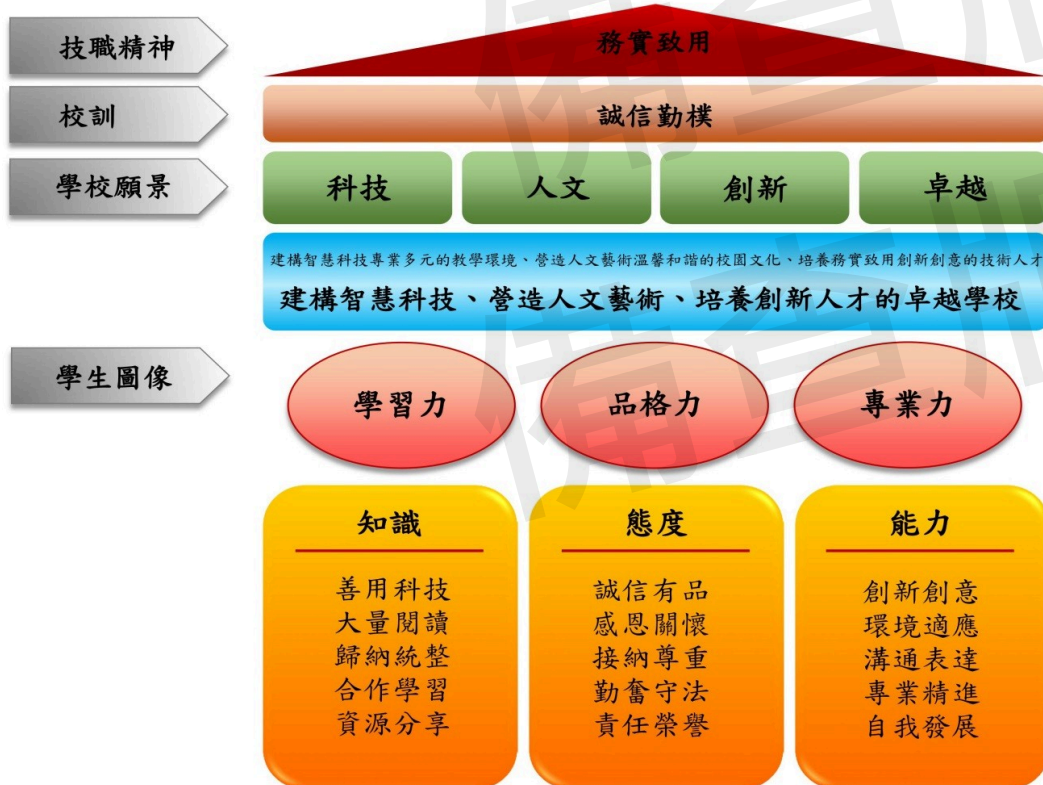 技職精神
務實致用
校訓
誠信勤樸
學校願景
科技
人文
創新
卓越
建構智慧科技專業多元的教學環境、營造人文藝術溫馨和諧的校園文化、培養務實致用創新創意的技術人才
建構智慧科技、營造人文藝術、培養創新人才的卓越學校
學生圖像
學習力
品格力
專業力
知識
善用科技
大量閱讀
歸納統整
合作學習
資源分享
態度
誠信有品
感恩關懷
接納尊重
勤奮守法
責任榮譽
能力
創新創意
環境適應
溝通表達
專業精進
自我發展
備查
備查